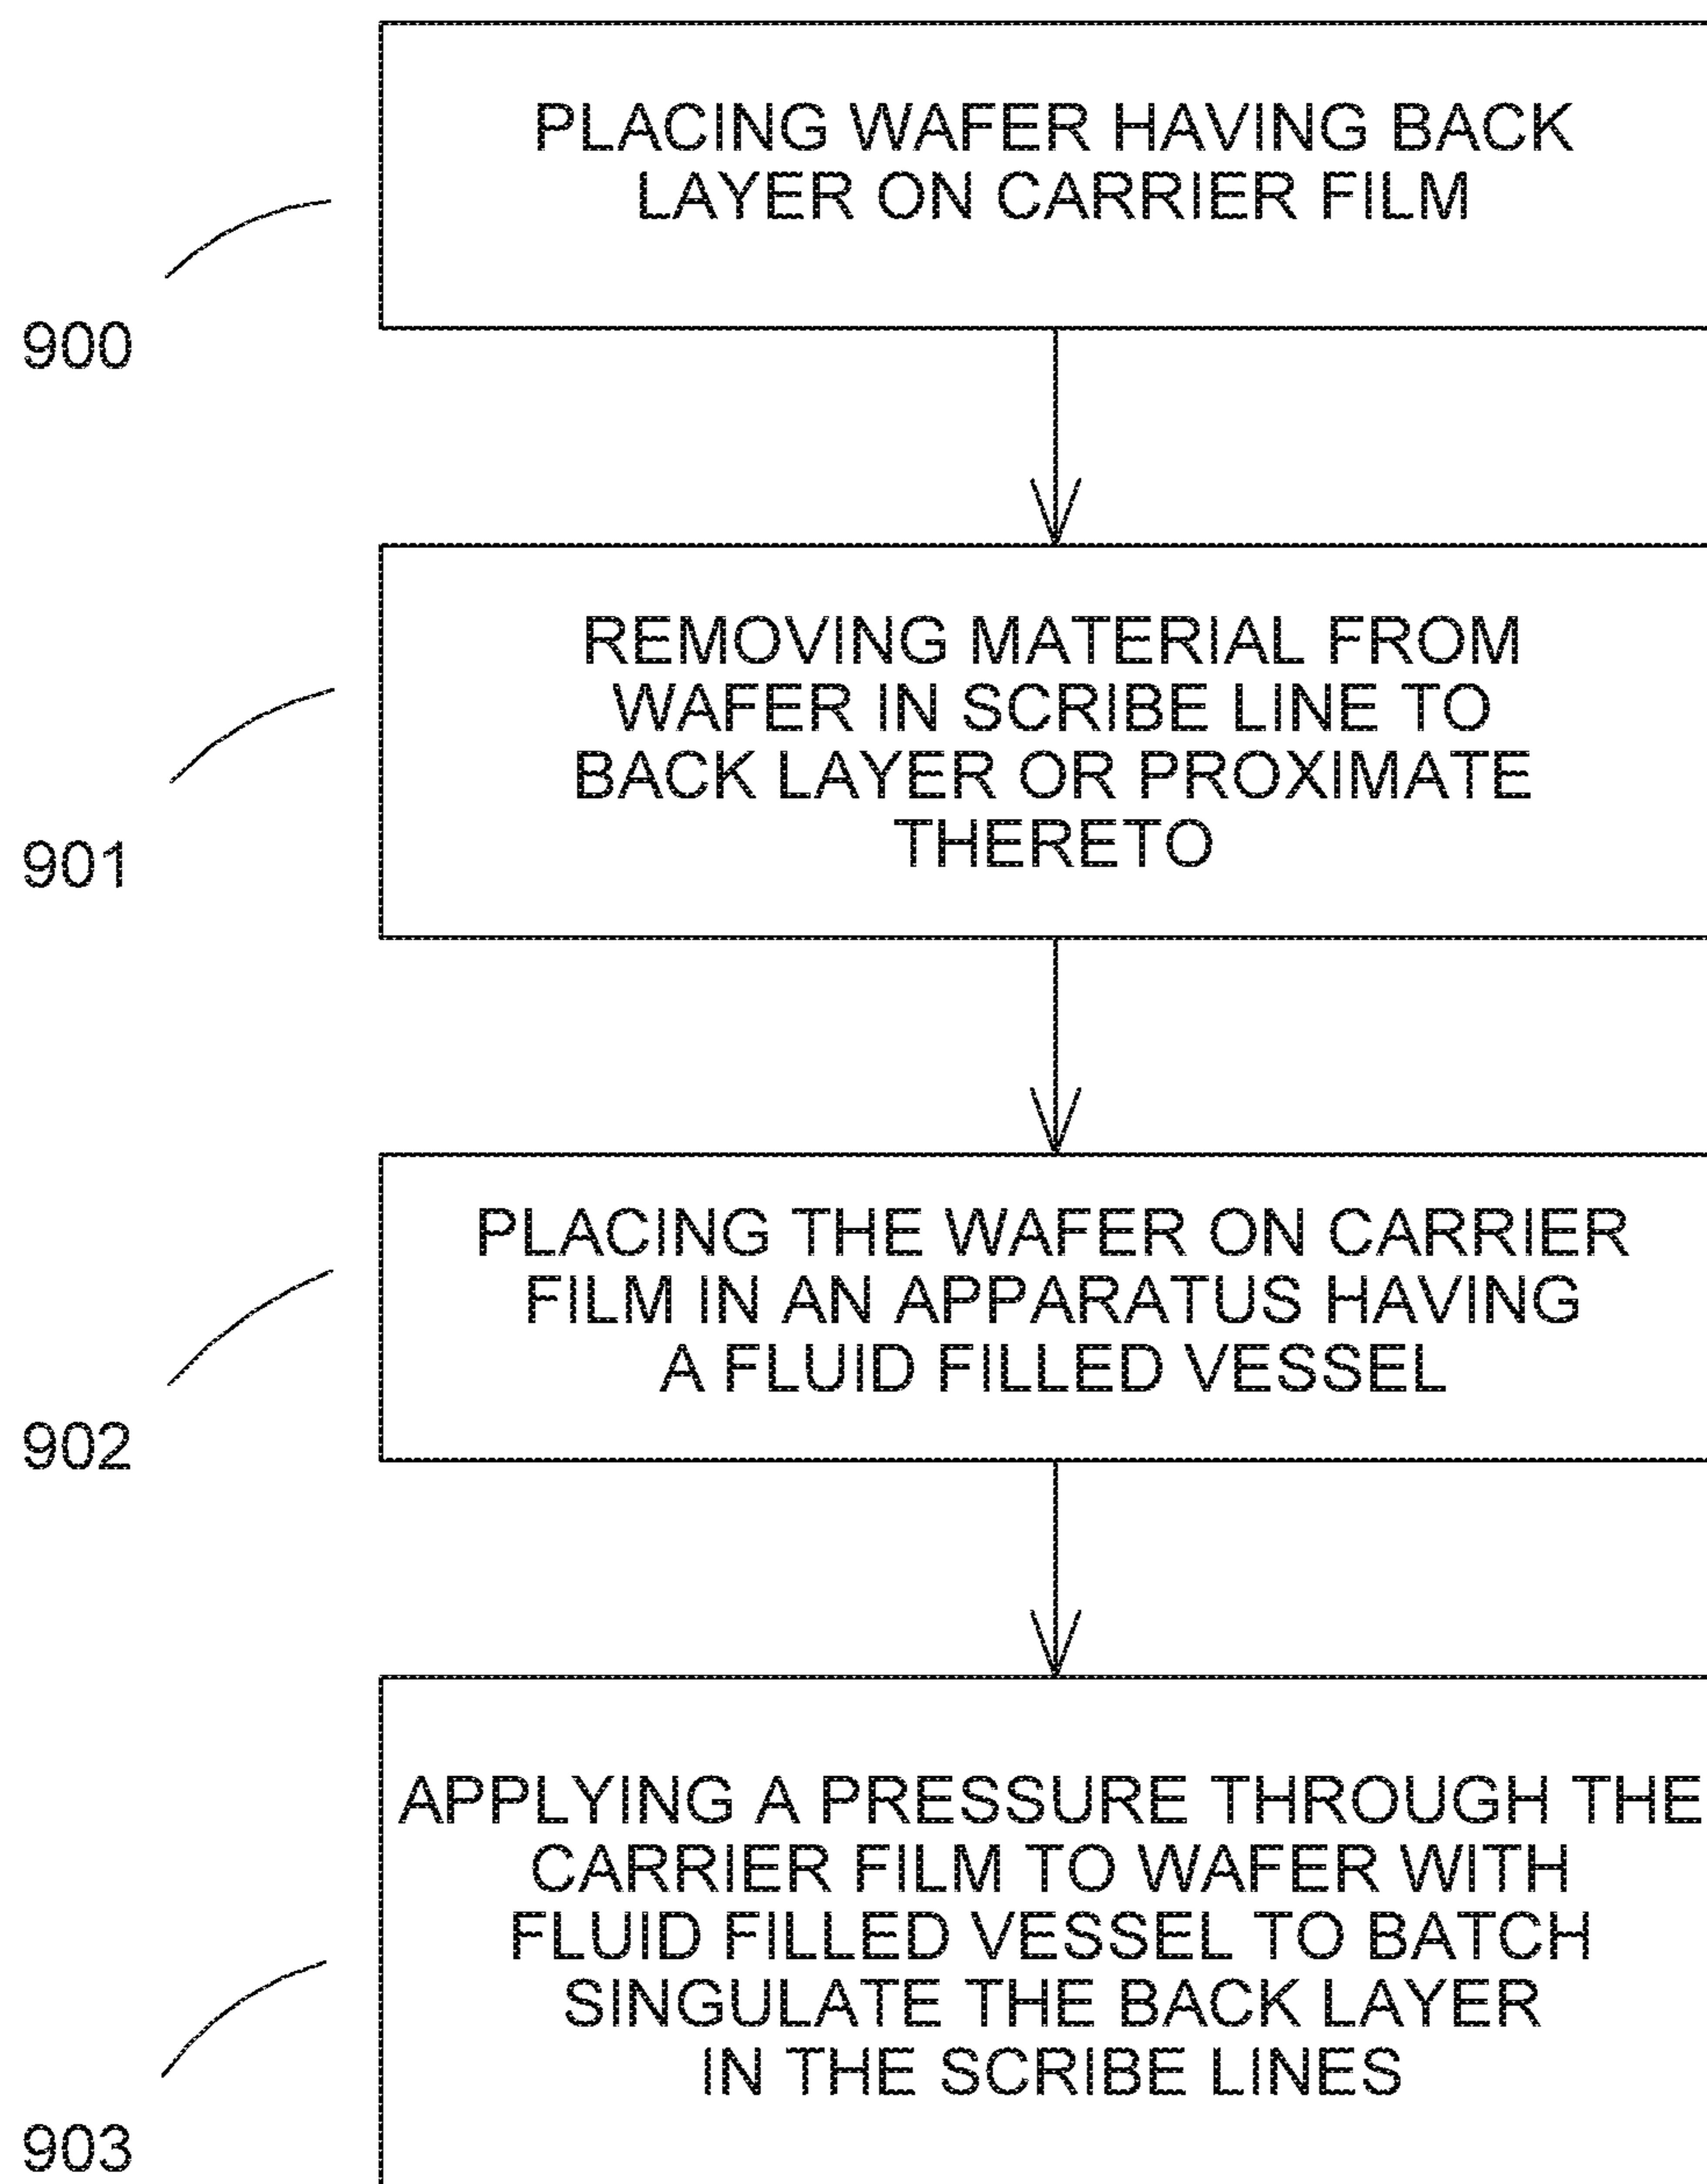 PLACING WAFER HAVING BACK
LAYER ON CARRIER FILM
900
REMOVING MATERIAL FROM
WAFER IN SCRIBE LINE TO
BACK LAYER OR PROXIMATE
THERETO
901
PLACING THE WAFER ON CARRIER
FILM IN AN APPARATUS HAVING
A FLUID FILLED VESSEL
902
APPLYING A PRESSURE THROUGH THE
CARRIER FILM TO WAFER WITH
FLUID FILLED VESSEL TO BATCH
SINGULATE THE BACK LAYER
IN THE SCRIBE LINES
903